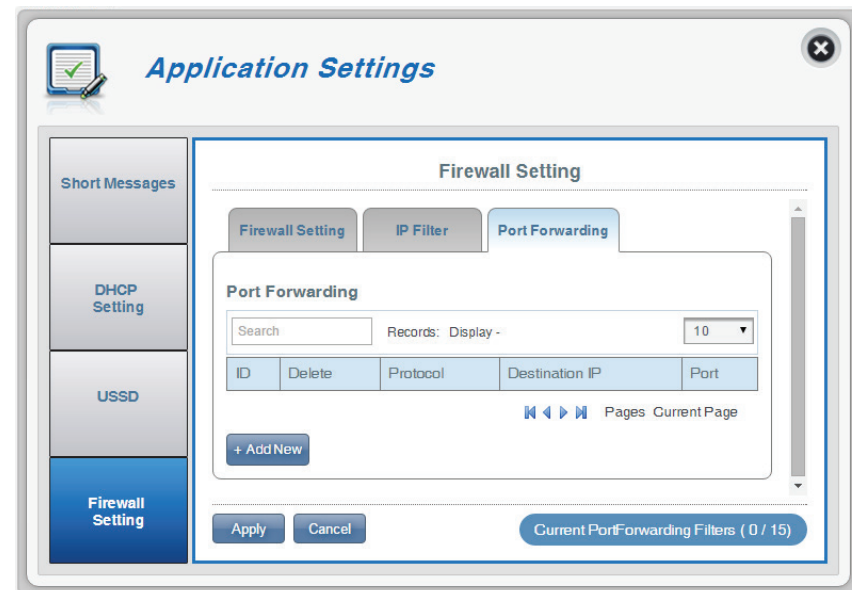 Application Settings
Short Messages
DHCP
Setting
USSD
Firewall
Setting
Firewall Setting
Firewall Setting IP Filter Port Forwarding
Port Forwarding
Search Records: Display - 10
ID Delete Protocol Destination IP Port
Pages Current Page
+ Add New
Apply Cancel Current PortForwarding Filters ( 0 / 15)